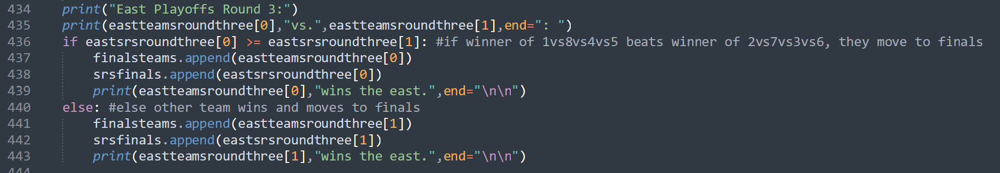 434 print("East Playoffs Round 3:")
435 print(eastteamsroundthree[0],"vs.",eastteamsroundthree[1],end=": ")
436 if eastsrsroundthree[0] >= eastsrsroundthree[1]: #if winner of 1vs8vs4vs5 beats winner of 2vs7vs3vs6, they move to finals
437 finalsteams.append(eastteamsroundthree[0])
438 srsfinals.append(eastsrsroundthree[0])
439 print(eastteamsroundthree[0],"wins the east.",end="\n\n")
440 else: #else other team wins and moves to finals
441 finalsteams.append(eastteamsroundthree[1])
442 srsfinals.append(eastsrsroundthree[1])
443 print(eastteamsroundthree[1],"wins the east.",end="\n\n")
444